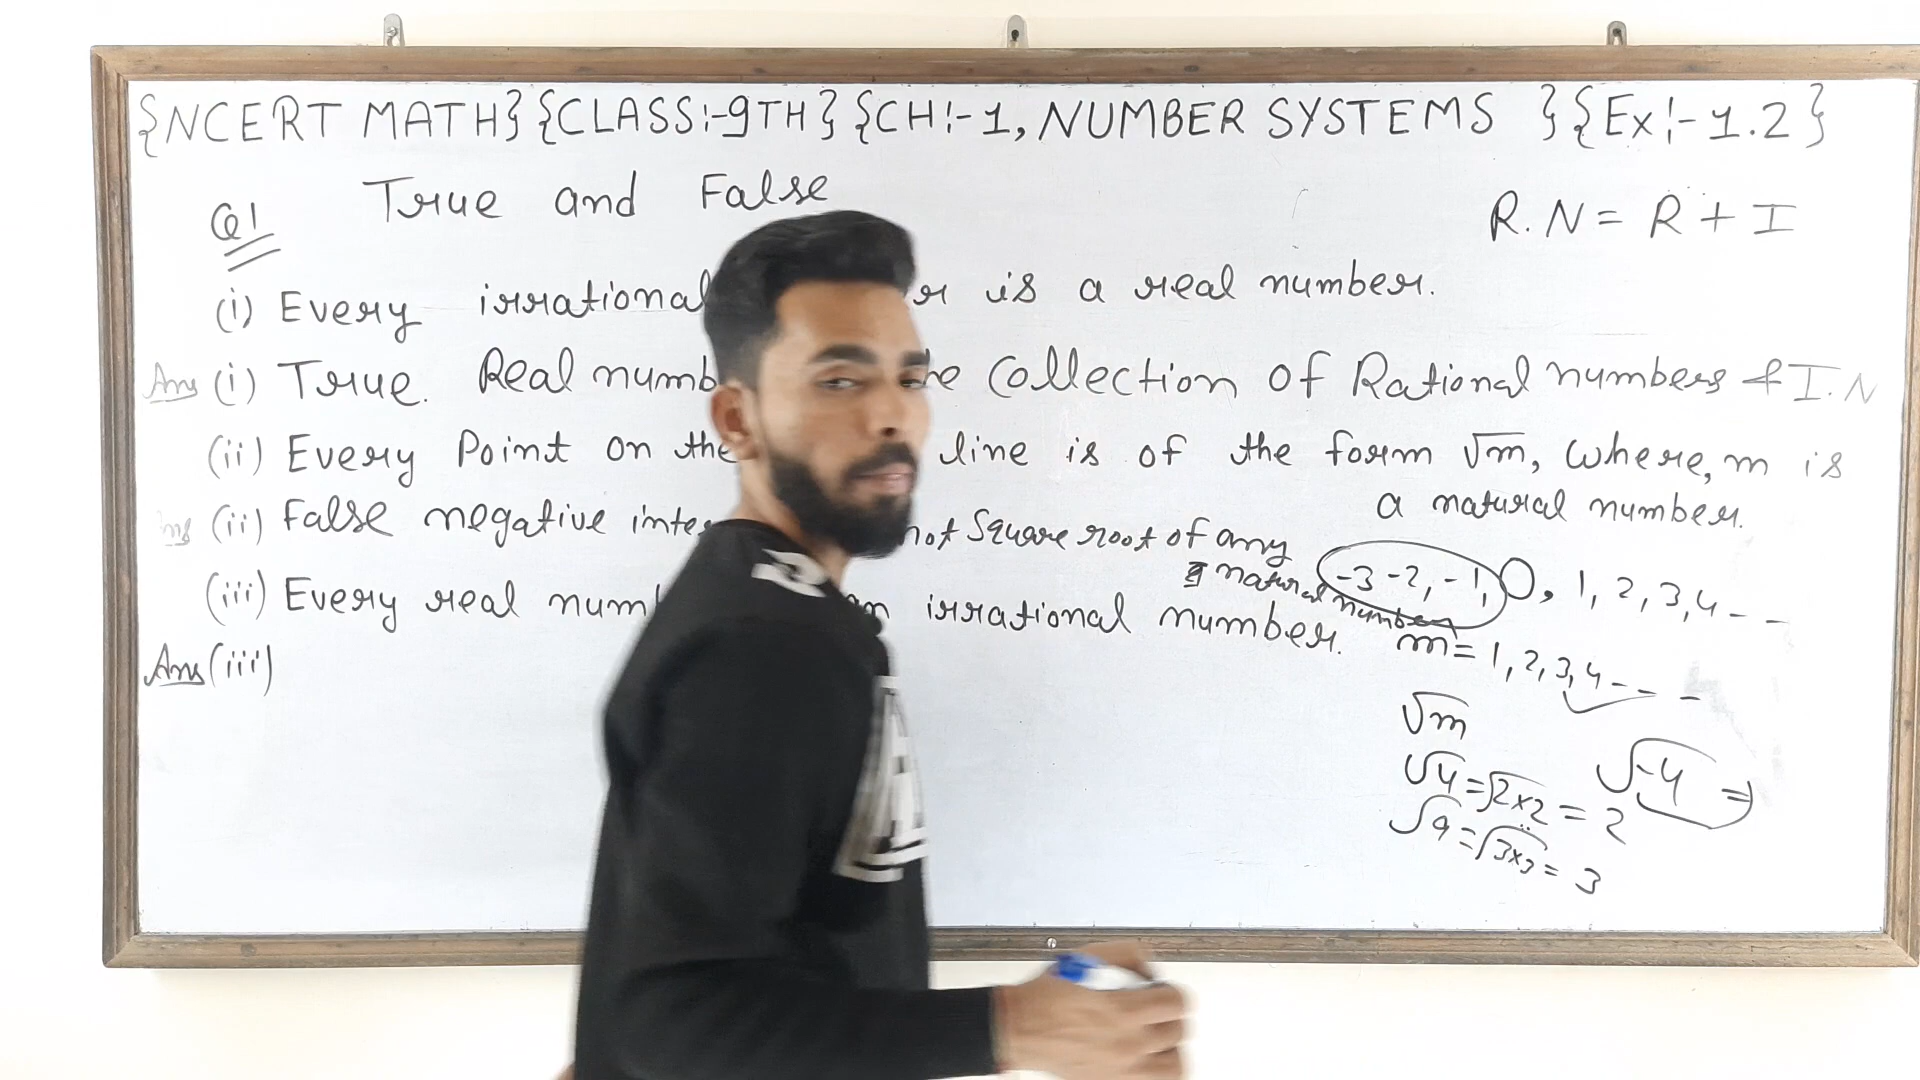 {NCERT MATH} {CLASS:-9TH} {CH:-1, NUMBER SYSTEMS } {Ex:-1.2}
Q1 True and False
R.N = R + I
(i) Every irrational is a real number.
Ans (i) True. Real Collection of Rational numbers & I.N
(ii) Every Point on the line is of the form √m, where, m is
a natural number.
Ans (ii) False negative not Square root of any
natural number
-3 -2, -1, 0, 1, 2, 3, 4 - -
(iii) Every real irrational number.
m = 1, 2, 3, 4 - - -
Ans (iii)
√m
√4 = √2×2 = 2
√-4 =
√9 = √3×3 = 3